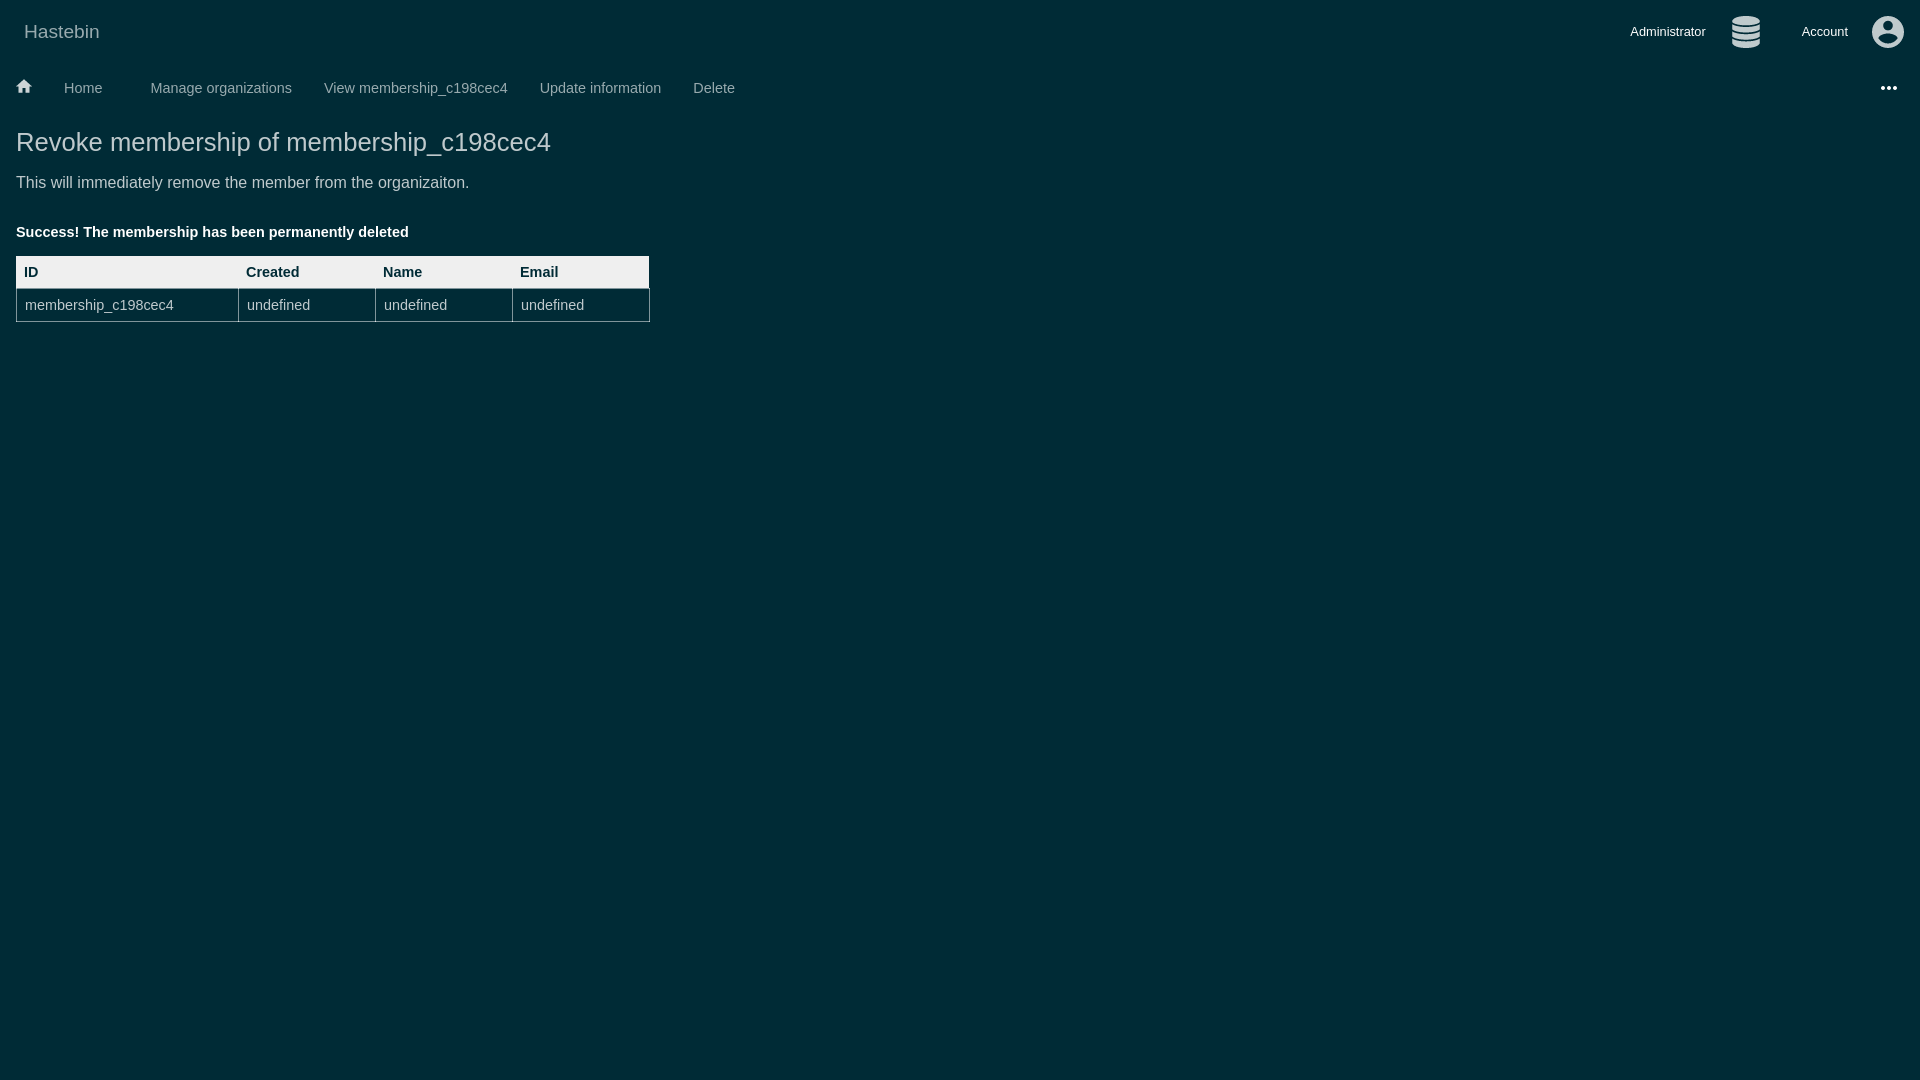 Hastebin
Administrator
Account
Home
Manage organizations
View membership_c198cec4
Update information
Delete
Revoke membership of membership_c198cec4
This will immediately remove the member from the organizaiton.
Success! The membership has been permanently deleted
ID Created Name Email
membership_c198cec4 undefined undefined undefined